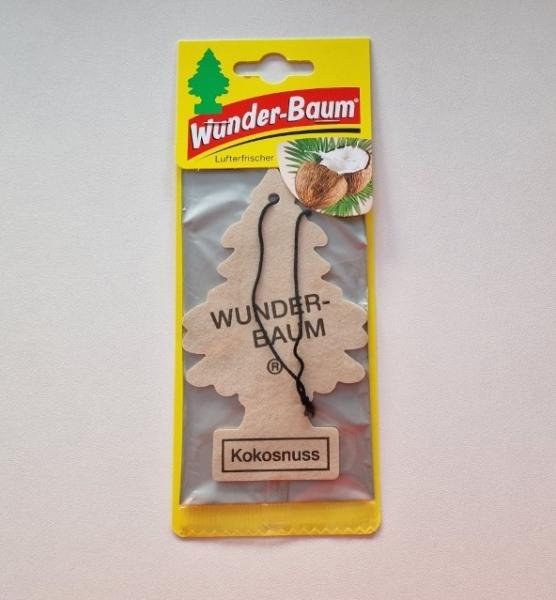 Wunder-Baum®
Lufterfrischer
WUNDER-
BAUM
®
Kokosnuss